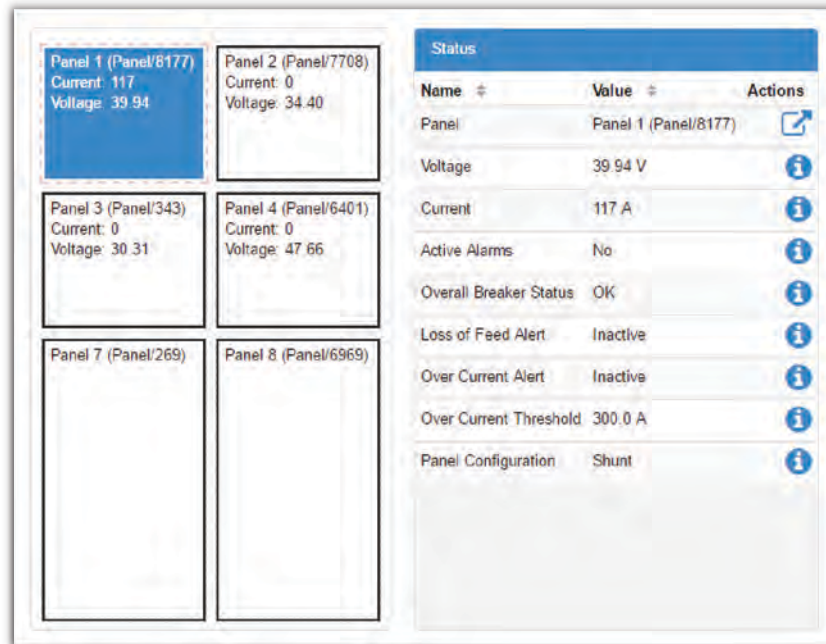 Panel 1 (Panel/8177)
Current: 117
Voltage: 39.94
Panel 2 (Panel/7708)
Current: 0
Voltage: 34.40
Panel 3 (Panel/343)
Current: 0
Voltage: 30.31
Panel 4 (Panel/6401)
Current: 0
Voltage: 47.66
Panel 7 (Panel/269)
Panel 8 (Panel/6969)
Status
Name Value Actions
Panel Panel 1 (Panel/8177)
Voltage 39.94 V
Current 117 A
Active Alarms No
Overall Breaker Status OK
Loss of Feed Alert Inactive
Over Current Alert Inactive
Over Current Threshold 300.0 A
Panel Configuration Shunt